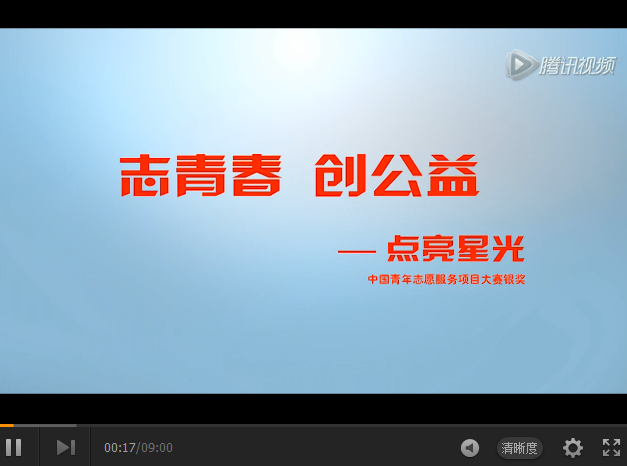 腾讯视频
志青春 创公益
— 点亮星光
中国青年志愿服务项目大赛银奖
00:17/09:00
清晰度